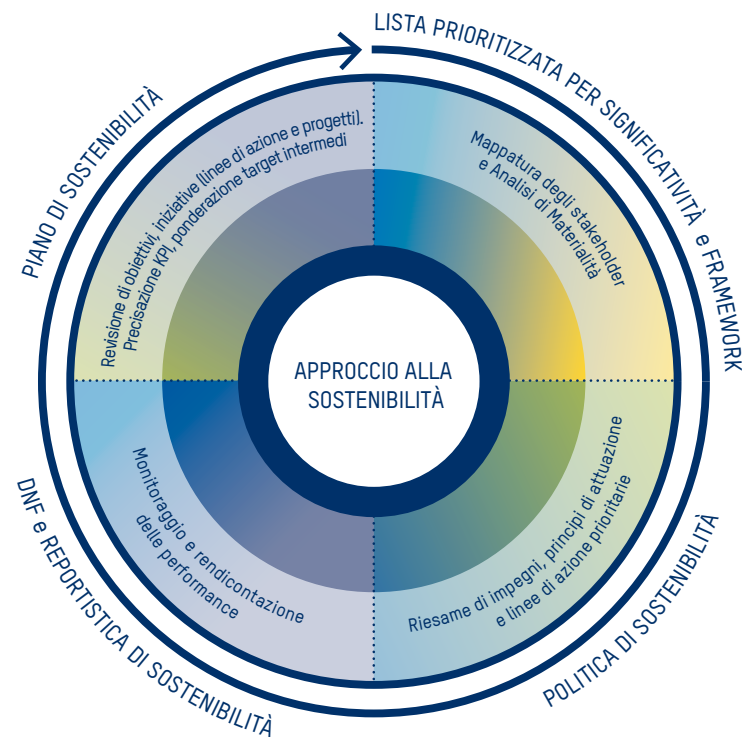 LISTA PRIORITIZZATA PER SIGNIFICATIVITÀ e FRAMEWORK
Mappatura degli stakeholder
e Analisi di Materialità
POLITICA DI SOSTENIBILITÀ
Riesame di impegni, principi di attuazione
e linee di azione prioritarie
DNF e REPORTISTICA DI SOSTENIBILITÀ
Monitoraggio e rendicontazione
delle performance
PIANO DI SOSTENIBILITÀ
Revisione di obiettivi, iniziative (linee di azione e progetti).
Precisazione KPI, ponderazione target intermedi
APPROCCIO ALLA
SOSTENIBILITÀ